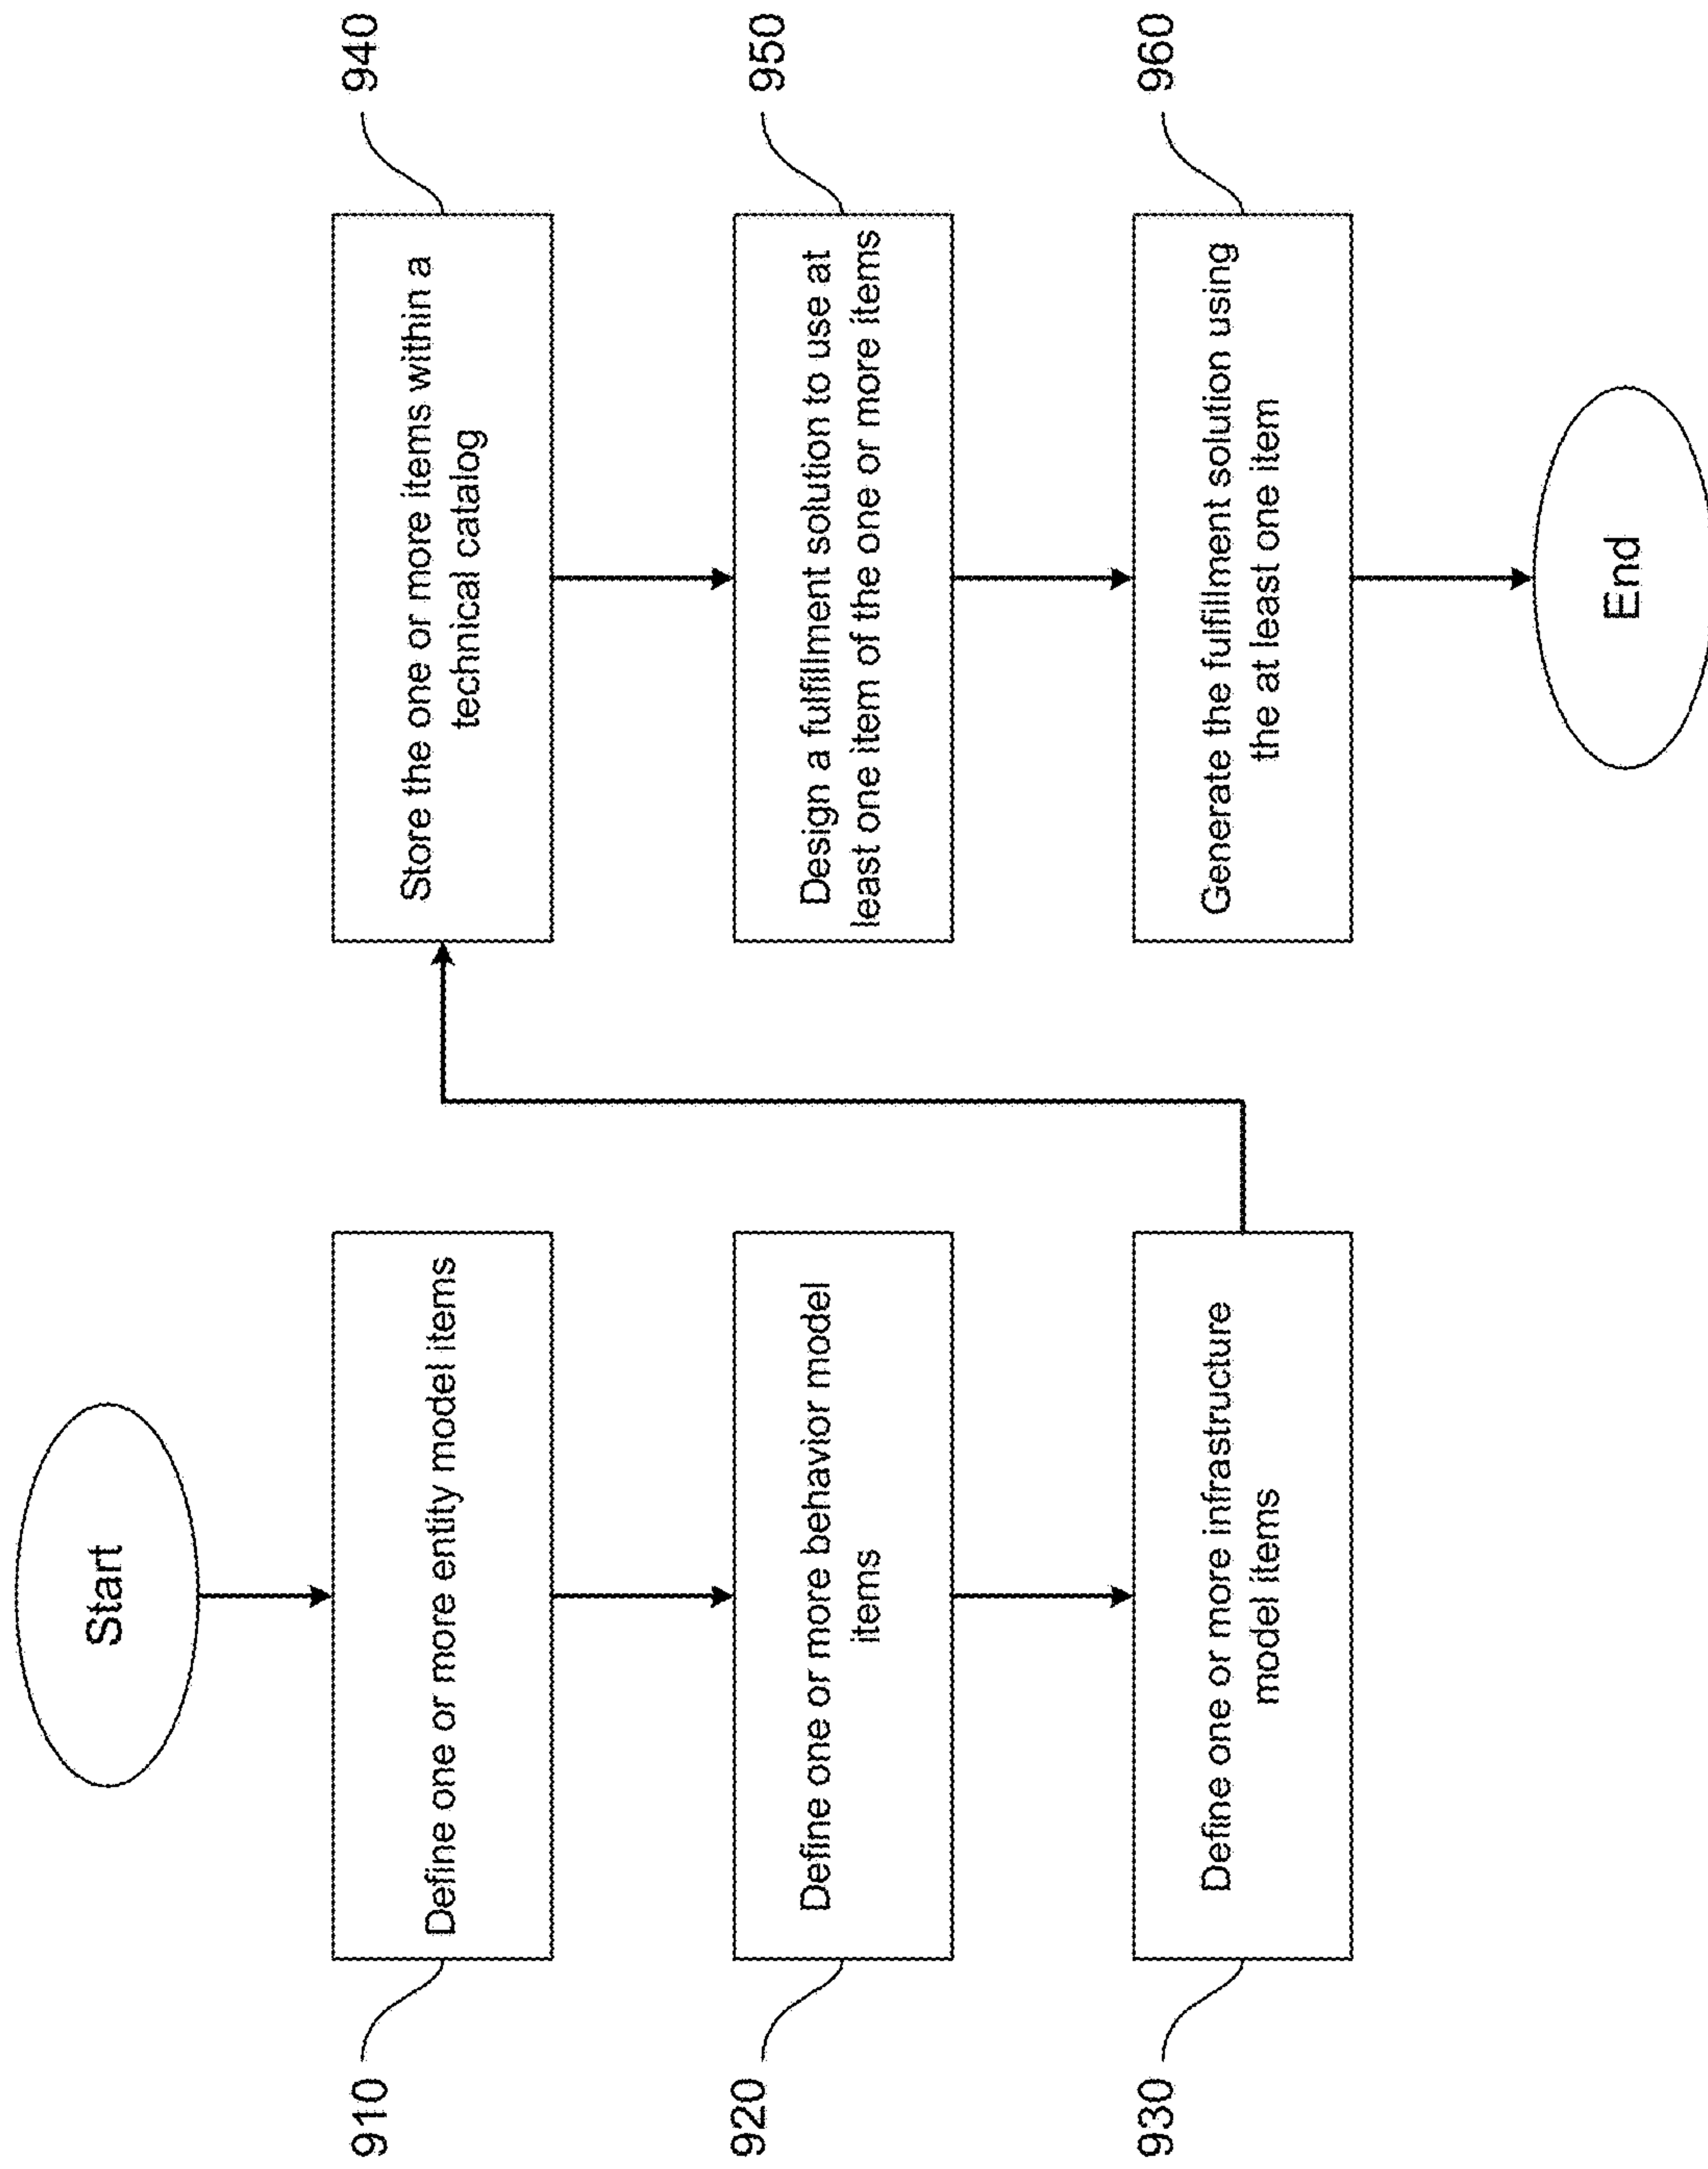 Start
910
Define one or more entity model items
920
Define one or more behavior model
items
930
Define one or more infrastructure
model items
940
Store the one or more items within a
technical catalog
950
Design a fulfillment solution to use at
least one item of the one or more items
960
Generate the fulfillment solution using
the at least one item
End